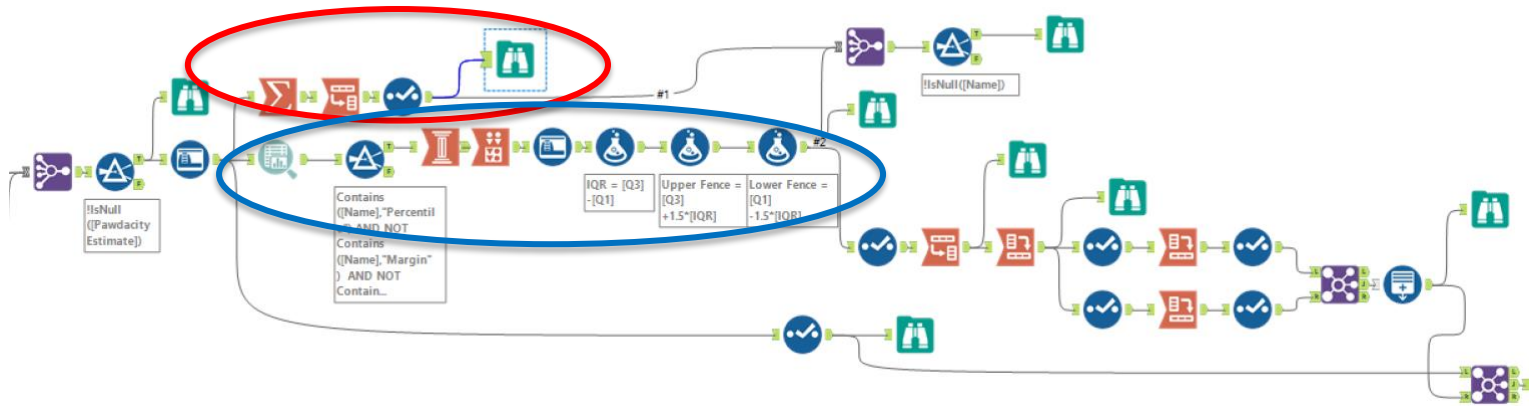 #1
!IsNull([Name])
#2
!IsNull
([Pawdacity
Estimate])
Contains
([Name],"Percentil
AND NOT
Contains
([Name],"Margin"
) AND NOT
Contain...
IQR = [Q3]
-[Q1]
Upper Fence =
[Q3]
+1.5*[IQR]
Lower Fence =
[Q1]
-1.5*[IQR]